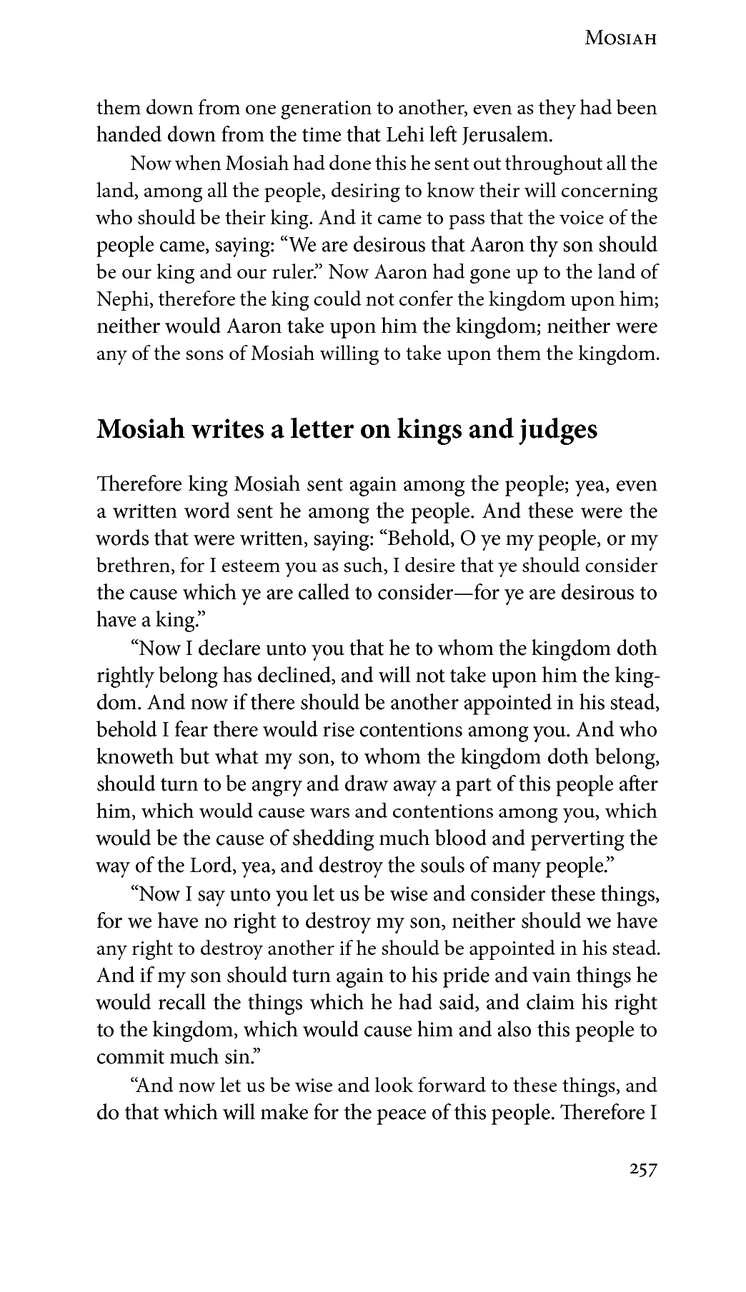 Mosiah
them down from one generation to another, even as they had been
handed down from the time that Lehi left Jerusalem.
Now when Mosiah had done this he sent out throughout all the
land, among all the people, desiring to know their will concerning
who should be their king. And it came to pass that the voice of the
people came, saying: “We are desirous that Aaron thy son should
be our king and our ruler.” Now Aaron had gone up to the land of
Nephi, therefore the king could not confer the kingdom upon him;
neither would Aaron take upon him the kingdom; neither were
any of the sons of Mosiah willing to take upon them the kingdom.
Mosiah writes a letter on kings and judges
Therefore king Mosiah sent again among the people; yea, even
a written word sent he among the people. And these were the
words that were written, saying: “Behold, O ye my people, or my
brethren, for I esteem you as such, I desire that ye should consider
the cause which ye are called to consider—for ye are desirous to
have a king.”
“Now I declare unto you that he to whom the kingdom doth
rightly belong has declined, and will not take upon him the king-
dom. And now if there should be another appointed in his stead,
behold I fear there would rise contentions among you. And who
knoweth but what my son, to whom the kingdom doth belong,
should turn to be angry and draw away a part of this people after
him, which would cause wars and contentions among you, which
would be the cause of shedding much blood and perverting the
way of the Lord, yea, and destroy the souls of many people.”
“Now I say unto you let us be wise and consider these things,
for we have no right to destroy my son, neither should we have
any right to destroy another if he should be appointed in his stead.
And if my son should turn again to his pride and vain things he
would recall the things which he had said, and claim his right
to the kingdom, which would cause him and also this people to
commit much sin.”
“And now let us be wise and look forward to these things, and
do that which will make for the peace of this people. Therefore I
257